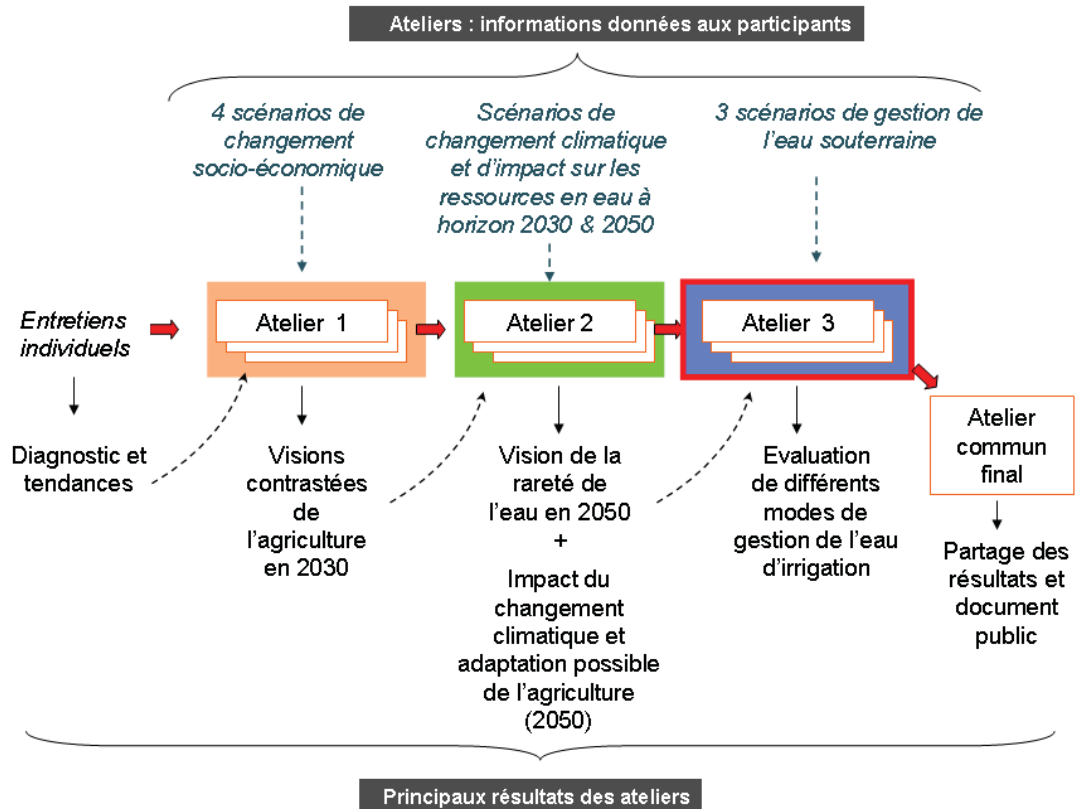 Ateliers : informations données aux participants
4 scénarios de
changement
socio-économique
Scénarios de
changement climatique
et d'impact sur les
ressources en eau à
horizon 2030 & 2050
3 scénarios de gestion de
l'eau souterraine
Entretiens
individuels
Atelier 1
Atelier 2
Atelier 3
Atelier
commun
final
Diagnostic et
tendances
Visions
contrastées
de
l'agriculture
en 2030
Vision de la
rareté de
l'eau en 2050
+
Impact du
changement
climatique et
adaptation possible
de l'agriculture
(2050)
Evaluation
de différents
modes de
gestion de l'eau
d'irrigation
Partage des
résultats et
document
public
Principaux résultats des ateliers